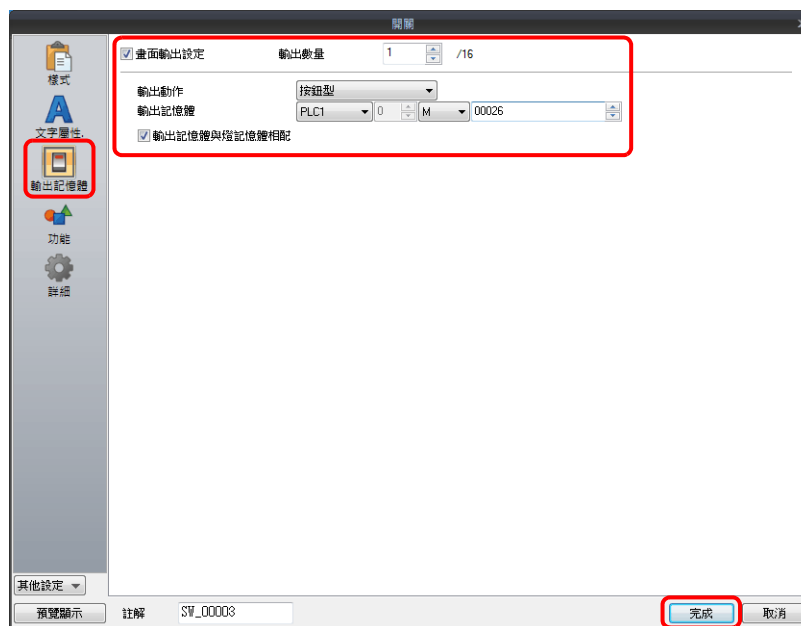 開關
樣式
文字屬性.
輸出記憶體
功能
詳細
畫面輸出設定 輸出數量 1 /16
輸出動作 按鈕型
輸出記憶體 PLC1 0 M 00026
輸出記憶體與燈記憶體相配
其他設定
預覽顯示 註解 SW_00003 完成 取消